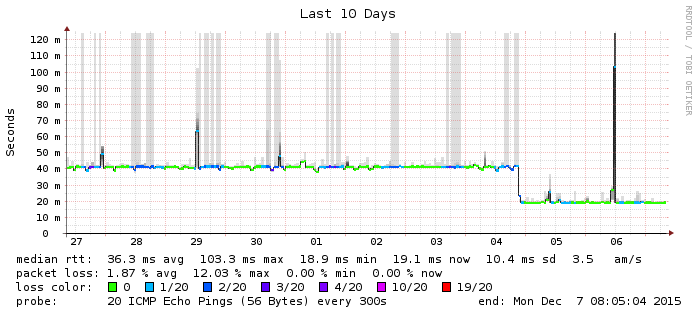 Last 10 Days
RRDTOOL / TOBI OETIKER
Seconds
120 m
110 m
100 m
90 m
80 m
70 m
60 m
50 m
40 m
30 m
20 m
10 m
0
27 28 29 30 01 02 03 04 05 06
median rtt: 36.3 ms avg 103.3 ms max 18.9 ms min 19.1 ms now 10.4 ms sd 3.5 am/s
packet loss: 1.87 % avg 12.03 % max 0.00 % min 0.00 % now
loss color: 0 1/20 2/20 3/20 4/20 10/20 19/20
probe: 20 ICMP Echo Pings (56 Bytes) every 300s end: Mon Dec 7 08:05:04 2015